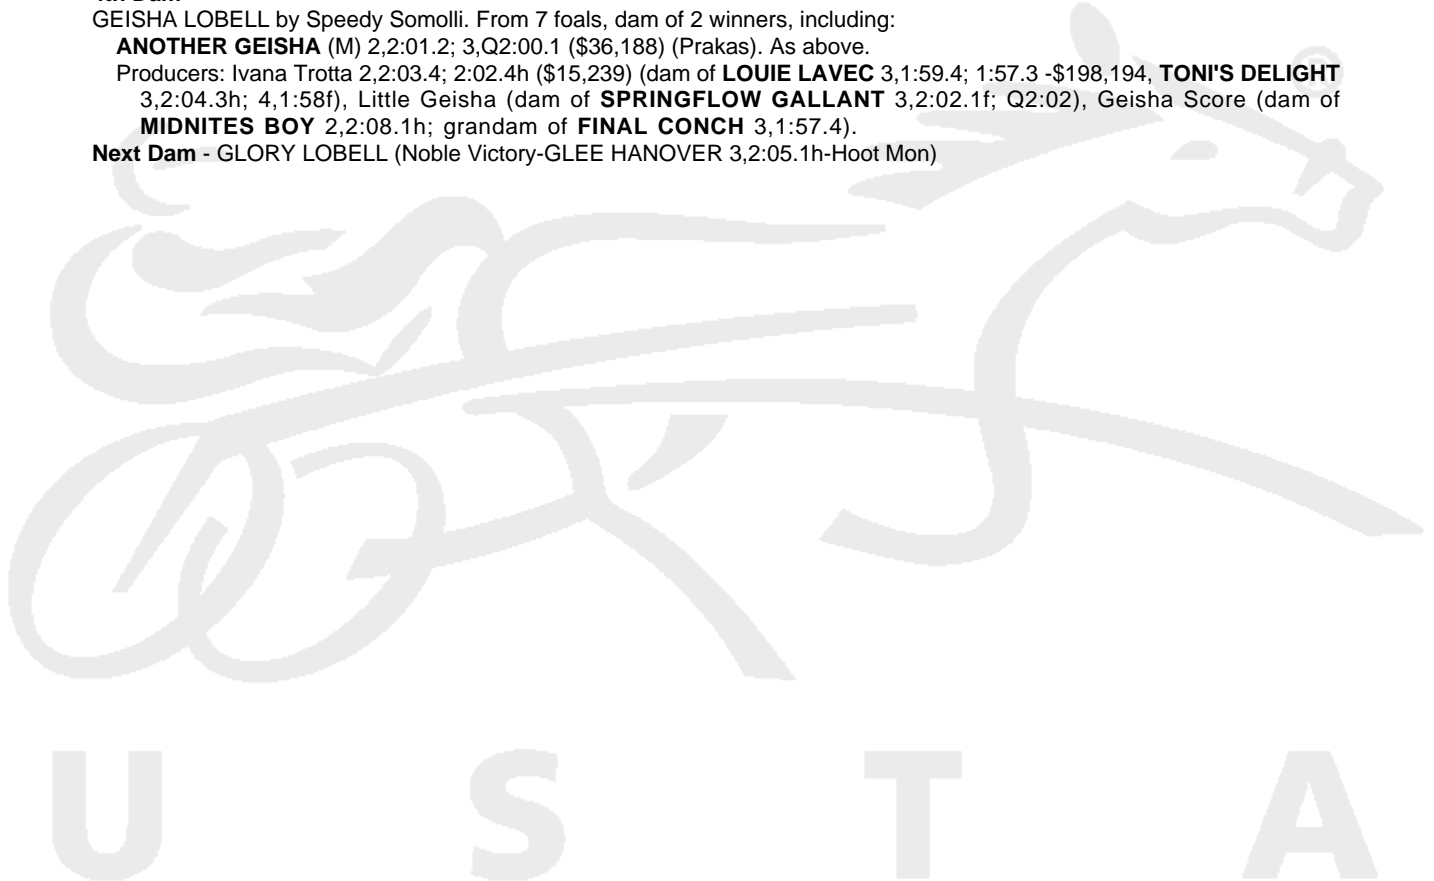 GEISHA LOBELL by Speedy Somolli. From 7 foals, dam of 2 winners, including:
ANOTHER GEISHA (M) 2,2:01.2; 3,Q2:00.1 ($36,188) (Prakas). As above.
Producers: Ivana Trotta 2,2:03.4; 2:02.4h ($15,239) (dam of LOUIE LAVEC 3,1:59.4; 1:57.3 -$198,194, TONI'S DELIGHT
3,2:04.3h; 4,1:58f), Little Geisha (dam of SPRINGFLOW GALLANT 3,2:02.1f; Q2:02), Geisha Score (dam of
MIDNITES BOY 2,2:08.1h; grandam of FINAL CONCH 3,1:57.4).
Next Dam - GLORY LOBELL (Noble Victory-GLEE HANOVER 3,2:05.1h-Hoot Mon)
®
U S T A